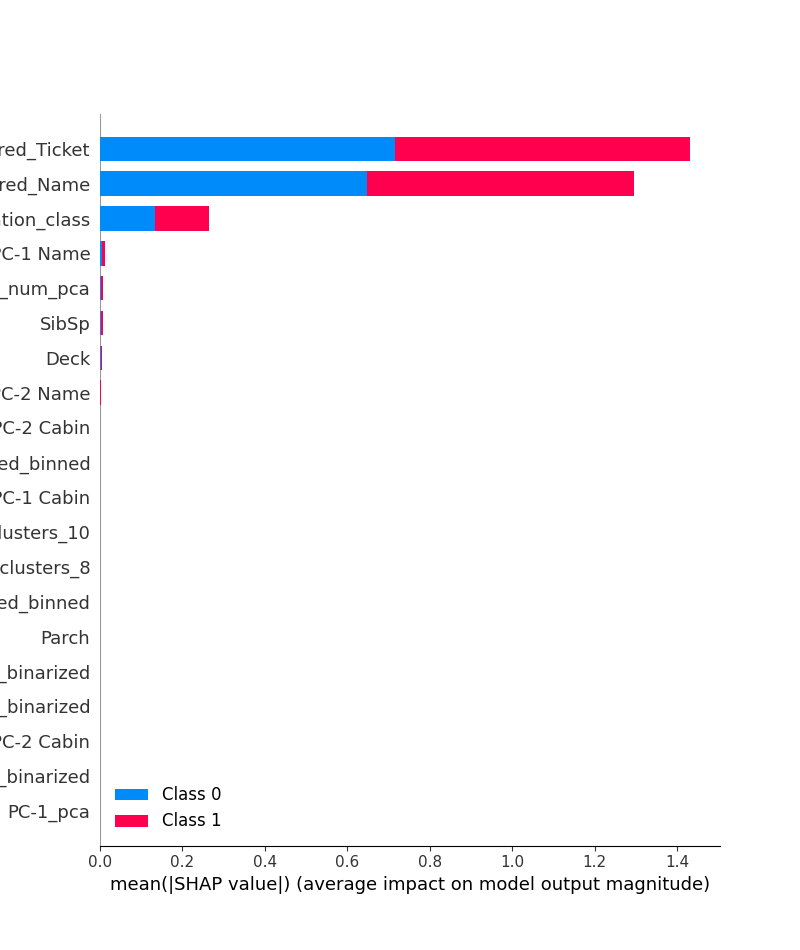 red_Ticket
red_Name
ation_class
PC-1 Name
_num_pca
SibSp
Deck
PC-2 Name
PC-2 Cabin
ed_binned
PC-1 Cabin
lusters_10
clusters_8
ed_binned
Parch
_binarized
_binarized
PC-2 Cabin
_binarized
PC-1_pca
Class 0
Class 1
0.0 0.2 0.4 0.6 0.8 1.0 1.2 1.4
mean(|SHAP value|) (average impact on model output magnitude)